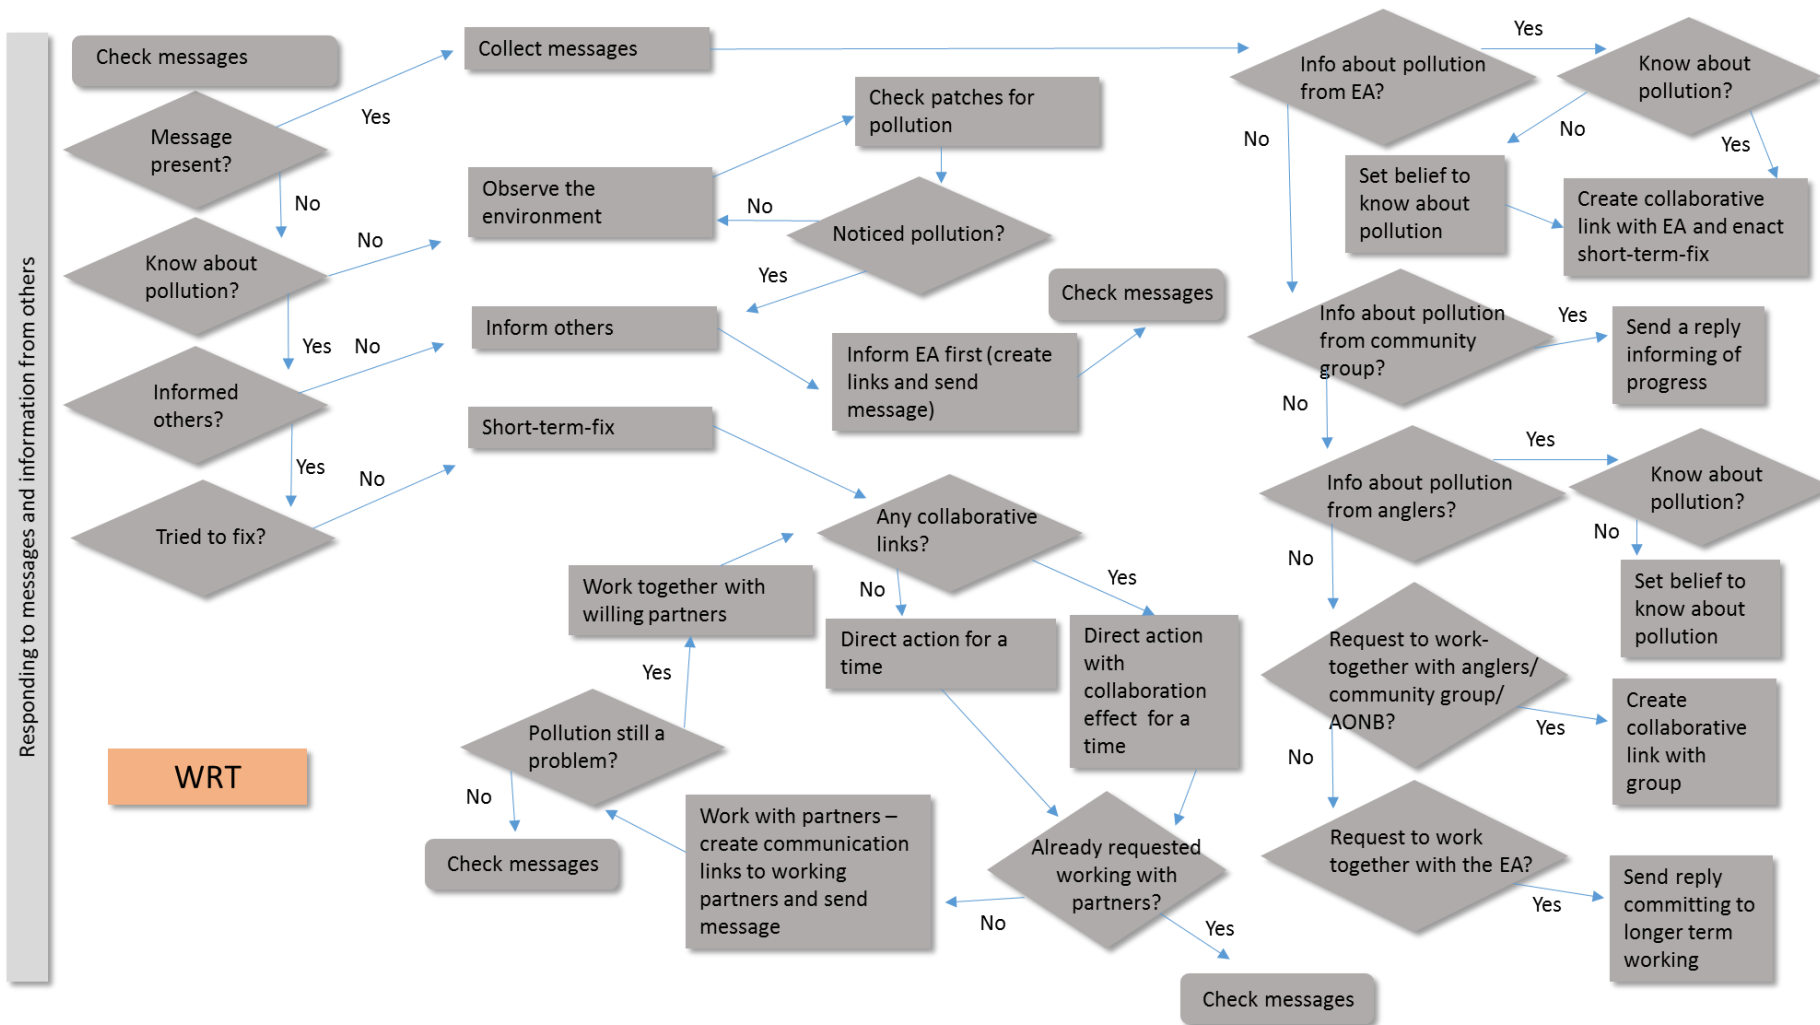 Responding to messages and information from others
Check messages
Message
present?
Yes
No
Know about
pollution?
No
Yes
Informed
others?
No
Yes
Tried to fix?
No
WRT
Collect messages
Observe the
environment
Check patches for
pollution
No
Noticed pollution?
Yes
Inform others
Inform EA first (create
links and send
message)
Check messages
Short-term-fix
Any collaborative
links?
No
Yes
Work together with
willing partners
Direct action for a
time
Direct action
with
collaboration
effect for a
time
Yes
Pollution still a
problem?
No
Check messages
Work with partners –
create communication
links to working
partners and send
message
Already requested
working with
partners?
No
Yes
Check messages
Info about pollution
from EA?
Yes
No
Know about
pollution?
No
Yes
Set belief to
know about
pollution
Create collaborative
link with EA and enact
short-term-fix
Info about pollution
from community
group?
Yes
No
Send a reply
informing of
progress
Info about pollution
from anglers?
Yes
No
Know about
pollution?
No
Set belief to
know about
pollution
Request to work-
together with anglers/
community group/
AONB?
Yes
No
Create
collaborative
link with
group
Request to work
together with the EA?
Yes
Send reply
committing to
longer term
working